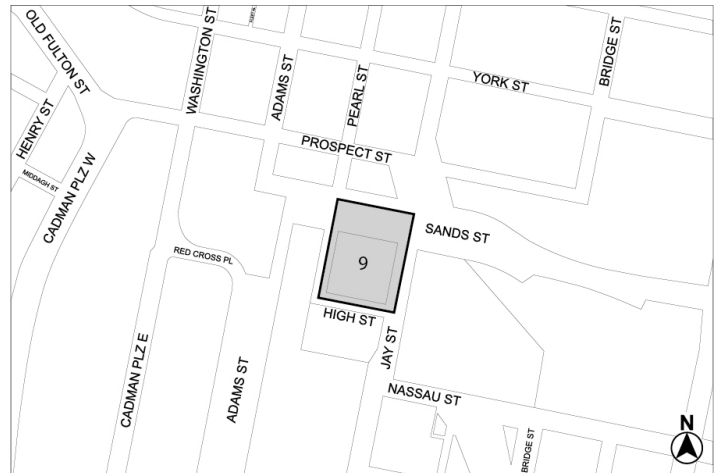 OLD FULTON ST
WASHINGTON ST
ADAMS ST
PEARL ST
YORK ST
BRIDGE ST
HENRY ST
PROSPECT ST
MIDDAGH ST
CADMAN PLZ W
SANDS ST
RED CROSS PL
9
HIGH ST
JAY ST
CADMAN PLZ E
ADAMS ST
NASSAU ST
N
BRIDGE ST